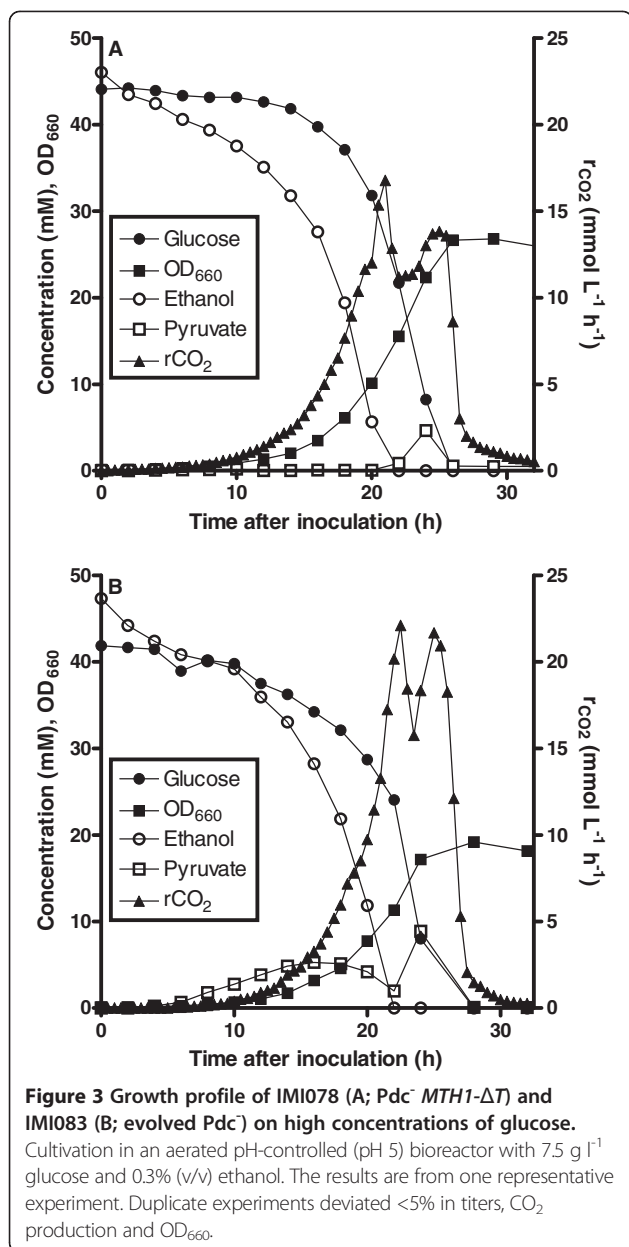 A
50
40
30
20
10
0
Concentration (mM), OD660
25
20
15
10
5
0
rCO2 (mmol L-1 h-1)
Glucose
OD660
Ethanol
Pyruvate
rCO2
0 10 20 30
Time after inoculation (h)
B
50
40
30
20
10
0
Concentration (mM), OD660
25
20
15
10
5
0
rCO2 (mmol L-1 h-1)
Glucose
OD660
Ethanol
Pyruvate
rCO2
0 10 20 30
Time after inoculation (h)
Figure 3 Growth profile of IMI078 (A; Pdc- MTH1-ΔT) and
IMI083 (B; evolved Pdc-) on high concentrations of glucose.
Cultivation in an aerated pH-controlled (pH 5) bioreactor with 7.5 g l-1
glucose and 0.3% (v/v) ethanol. The results are from one representative
experiment. Duplicate experiments deviated <5% in titers, CO2
production and OD660.